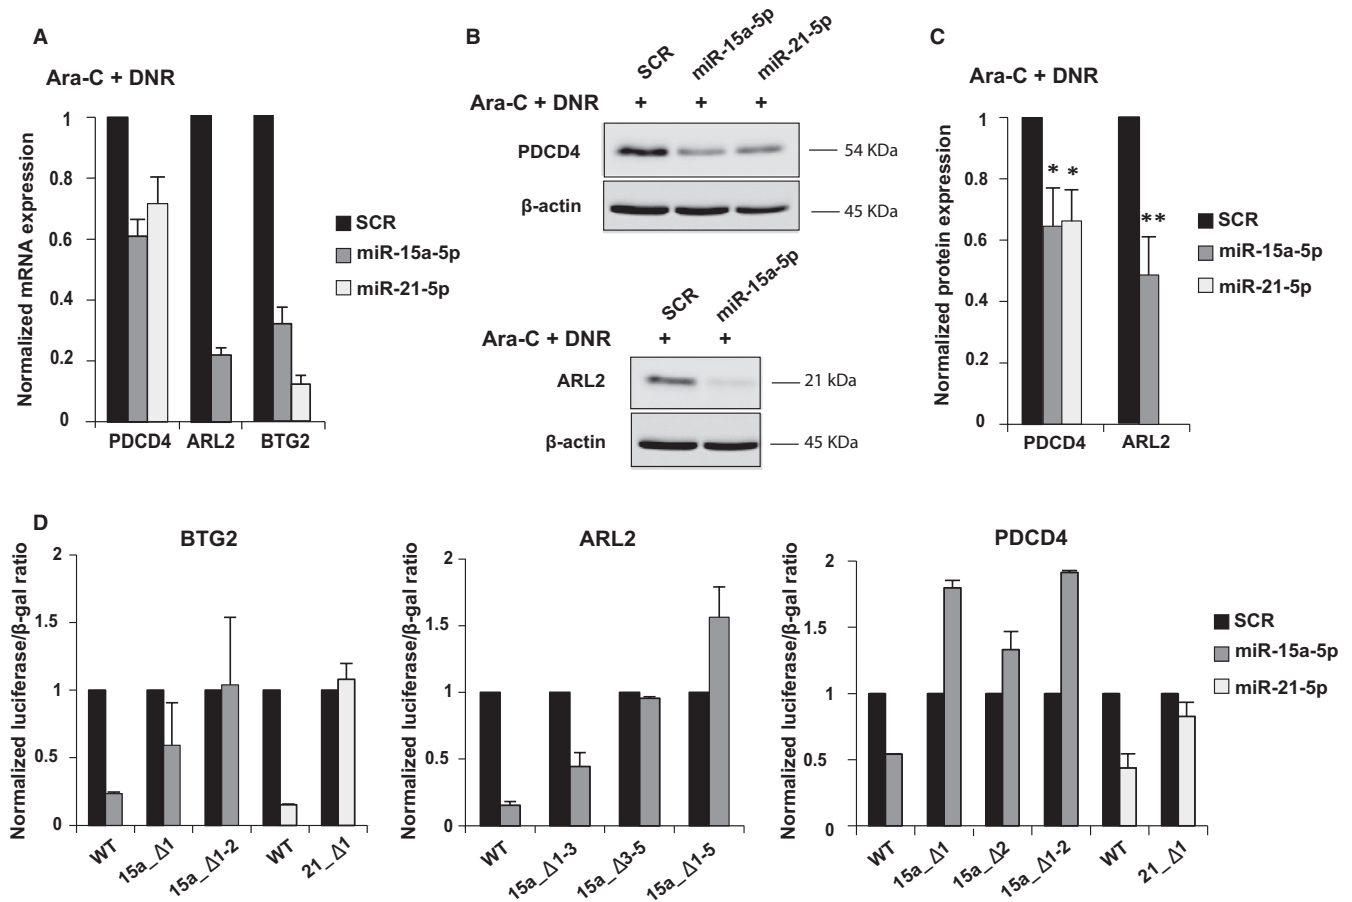 A
Ara-C + DNR
Normalized mRNA expression
1
0.8
0.6
0.4
0.2
0
PDCD4 ARL2 BTG2
SCR
miR-15a-5p
miR-21-5p
B
SCR miR-15a-5p miR-21-5p
Ara-C + DNR + + +
PDCD4 54 KDa
β-actin 45 KDa
SCR miR-15a-5p
Ara-C + DNR + +
ARL2 21 kDa
β-actin 45 KDa
C
Ara-C + DNR
Normalized protein expression
1
0.8
0.6
0.4
0.2
0
* * **
PDCD4 ARL2
SCR
miR-15a-5p
miR-21-5p
D
BTG2
Normalized luciferase/β-gal ratio
2
1.5
1
0.5
0
WT 15a_Δ1 15a_Δ1-2 WT 21_Δ1
ARL2
Normalized luciferase/β-gal ratio
2
1.5
1
0.5
0
WT 15a_Δ1-3 15a_Δ3-5 15a_Δ1-5
PDCD4
Normalized luciferase/β-gal ratio
2
1.5
1
0.5
0
WT 15a_Δ1 15a_Δ2 15a_Δ1-2 WT 21_Δ1
SCR
miR-15a-5p
miR-21-5p